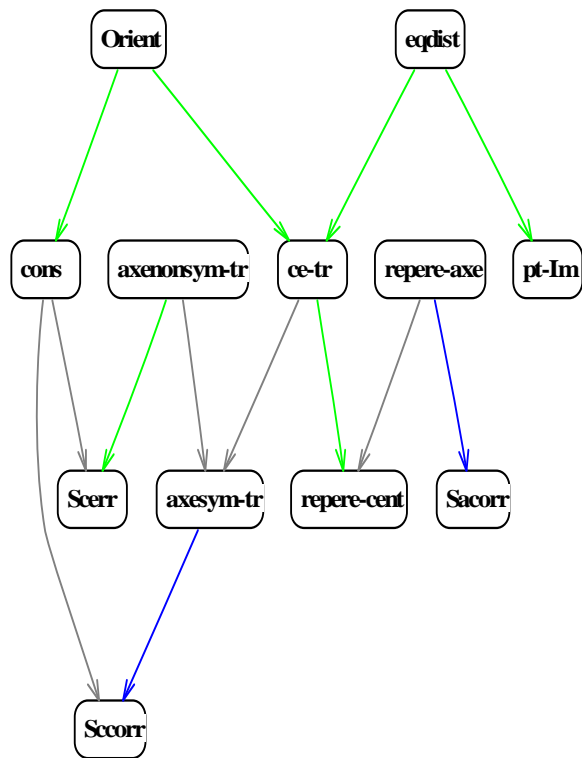 Orient
eqdist
cons
axenonsym-tr
ce-tr
repere-axe
pt-Im
Scerr
axesym-tr
repere-cent
Sacorr
Sccorr